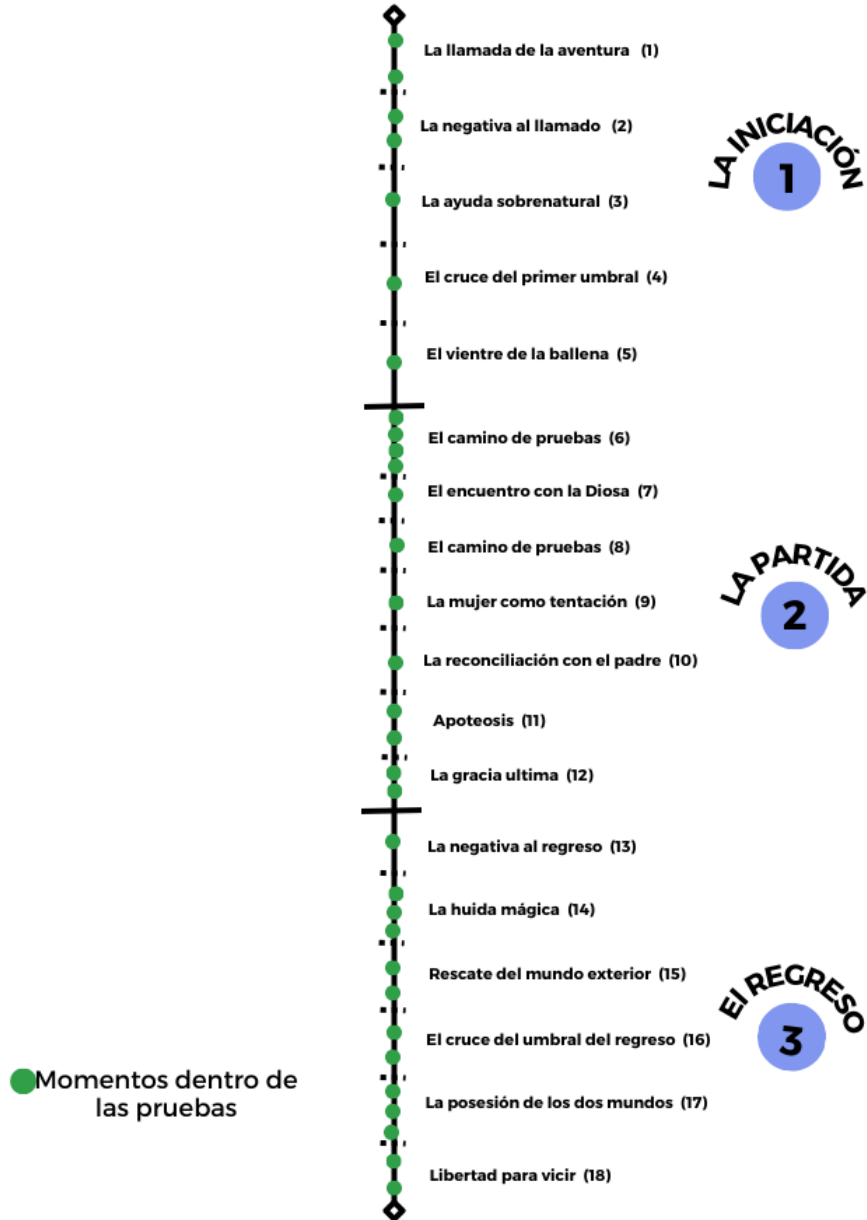 La llamada de la aventura (1)
La negativa al llamado (2)
LA INICIACIÓN
1
La ayuda sobrenatural (3)
El cruce del primer umbral (4)
El vientre de la ballena (5)
El camino de pruebas (6)
El encuentro con la Diosa (7)
El camino de pruebas (8)
LA PARTIDA
2
La mujer como tentación (9)
La reconciliación con el padre (10)
Apoteosis (11)
La gracia ultima (12)
La negativa al regreso (13)
La huida mágica (14)
Rescate del mundo exterior (15)
El REGRESO
3
El cruce del umbral del regreso (16)
Momentos dentro de
las pruebas
La posesión de los dos mundos (17)
Libertad para vicir (18)